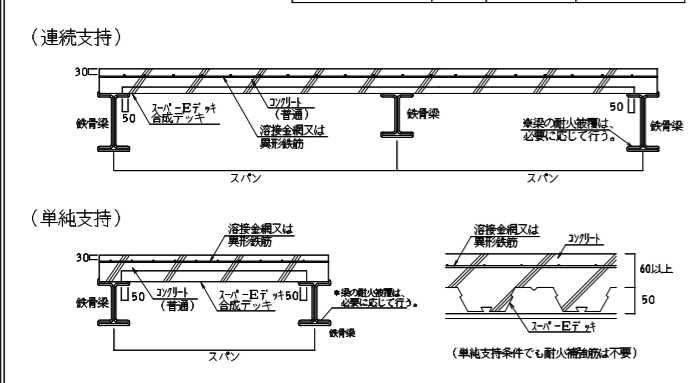 （連続支持）
30
50
鉄骨梁
スーパーEデッキ
合成デッキ
コンクリート
（普通）
溶接金網又は
異形鉄筋
鉄骨梁
50
※梁の耐火被覆は、
必要に応じて行う。
鉄骨梁
スパン
スパン
（単純支持）
溶接金網又は
異形鉄筋
30
鉄骨梁
50
コンクリート
（普通）
スーパーEデッキ
合成デッキ
50
*梁の耐火被覆は、
必要に応じて行う。
鉄骨梁
スパン
溶接金網又は
異形鉄筋
コンクリート
60以上
50
スーパーEデッキ
（単純支持条件でも耐火補強筋は不要）